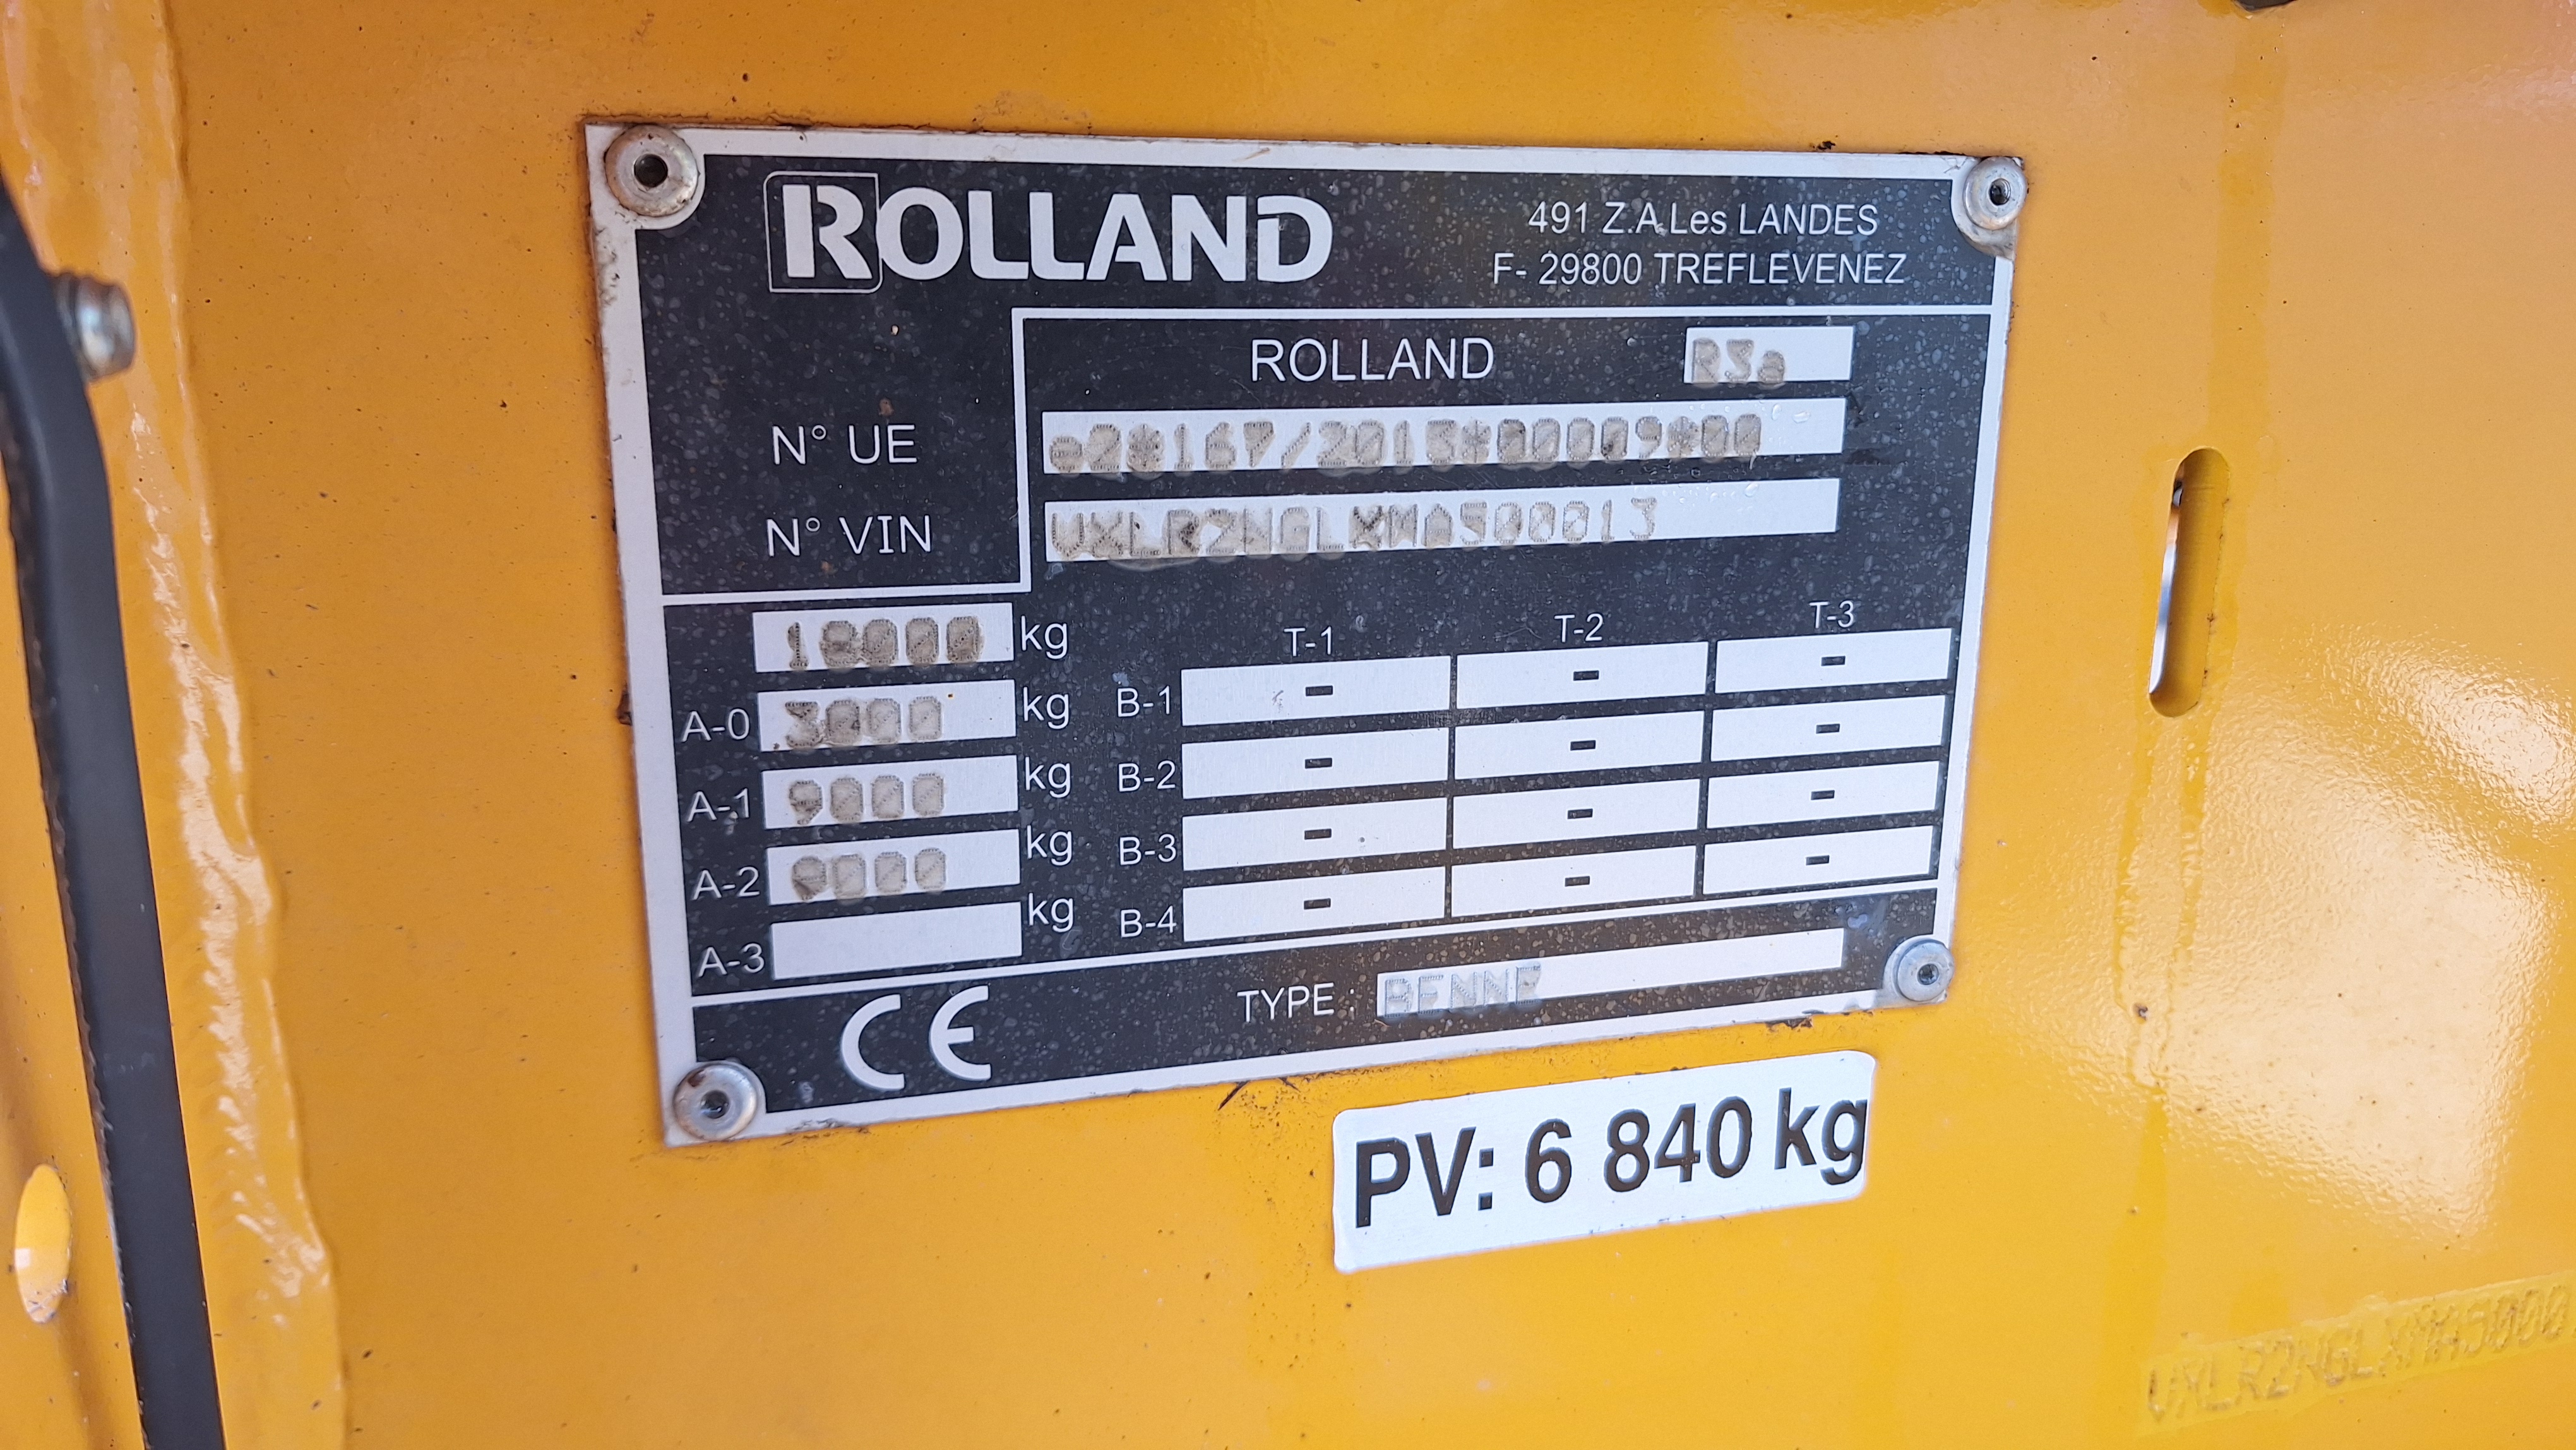 ROLLAND
491 Z.A.Les LANDES
F- 29800 TREFLEVENEZ
ROLLAND R3a
N° UE e2*167/2013*00009*00
N° VIN VXLR2NGLXMA500013
18000 kg
A-0 3000 kg
A-1 9000 kg
A-2 9000 kg
A-3 kg
T-1 T-2 T-3
B-1 - - -
B-2 - - -
B-3 - - -
B-4 - - -
CE TYPE : BENNE
PV: 6 840 kg
VXLR2NGLXMA5000